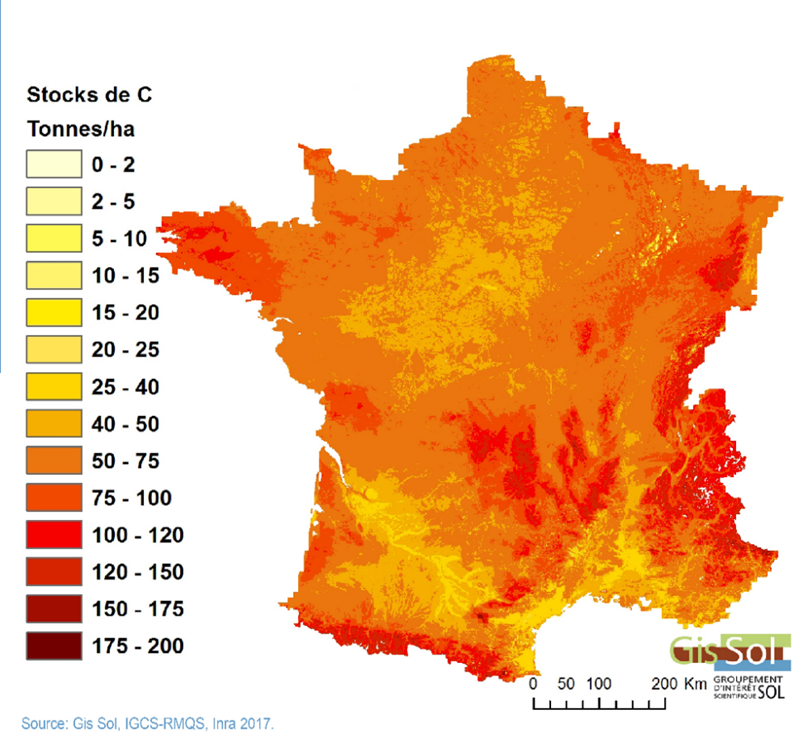 Stocks de C
Tonnes/ha
0 - 2
2 - 5
5 - 10
10 - 15
15 - 20
20 - 25
25 - 40
40 - 50
50 - 75
75 - 100
100 - 120
120 - 150
150 - 175
175 - 200
Gis Sol
GROUPEMENT
D'INTÉRÊT
SCIENTIFIQUE SOL
0 50 100 200 Km
Source: Gis Sol, IGCS-RMQS, Inra 2017.